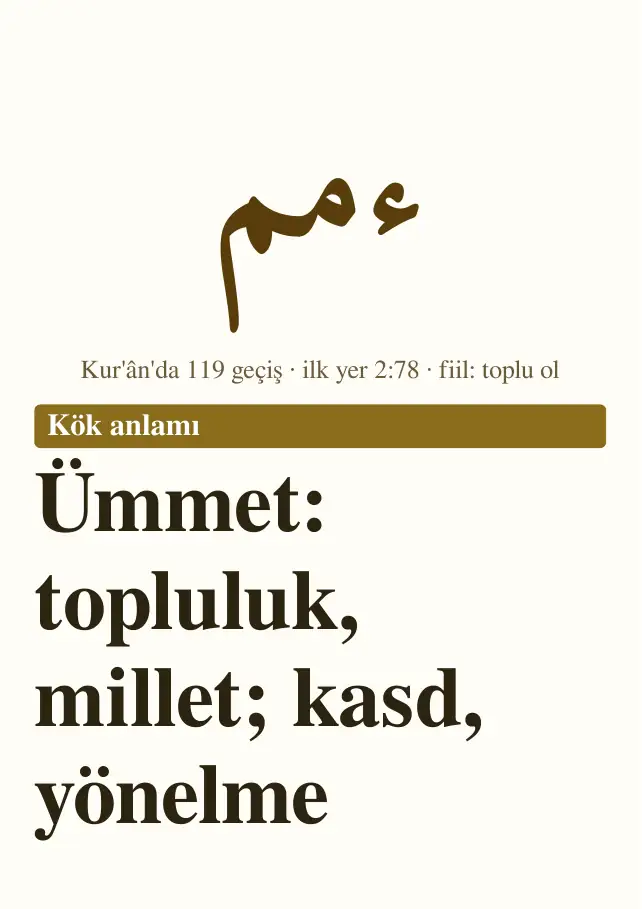 ءمم
Kur'ân'da 119 geçiş · ilk yer 2:78 · fiil: toplu ol
Kök anlamı
Ümmet:
topluluk,
millet; kasd,
yönelme